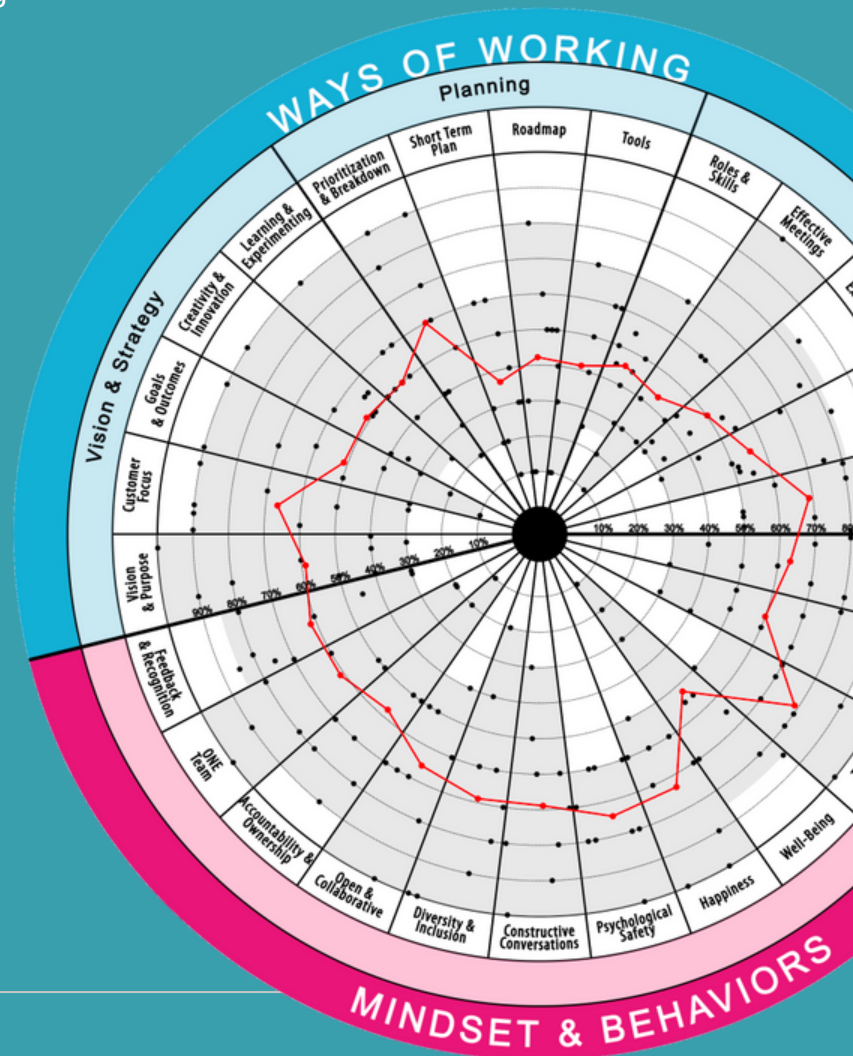 WAYS OF WORKING
Planning
Vision & Strategy
Vision
& Purpose
Customer
Focus
Goals
& Outcomes
Creativity &
Innovation
Learning &
Experimenting
Prioritization
& Breakdown
Short Term
Plan
Roadmap
Tools
Roles &
Skills
Effective
Meetings
10% 20% 30% 40% 50% 60% 70%
90% 80% 70% 60% 50% 40% 30% 20% 10%
Feedback
& Recognition
ONE
Team
Accountability &
Ownership
Open &
Collaborative
Diversity &
Inclusion
Constructive
Conversations
Psychological
Safety
Happiness
Well-Being
MINDSET & BEHAVIORS